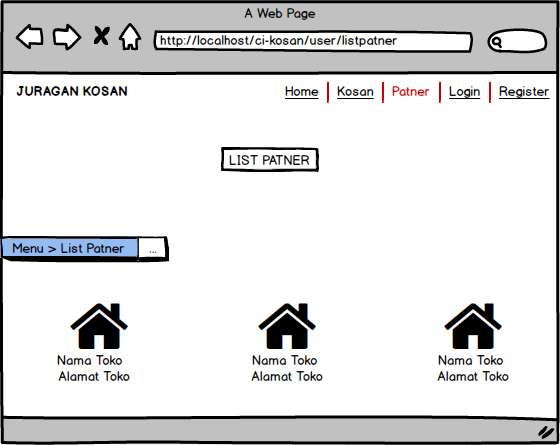 A Web Page
http://localhost/ci-kosan/user/listpatner
JURAGAN KOSAN Home Kosan Patner Login Register
LIST PATNER
Menu > List Patner ...
Nama Toko Nama Toko Nama Toko
Alamat Toko Alamat Toko Alamat Toko